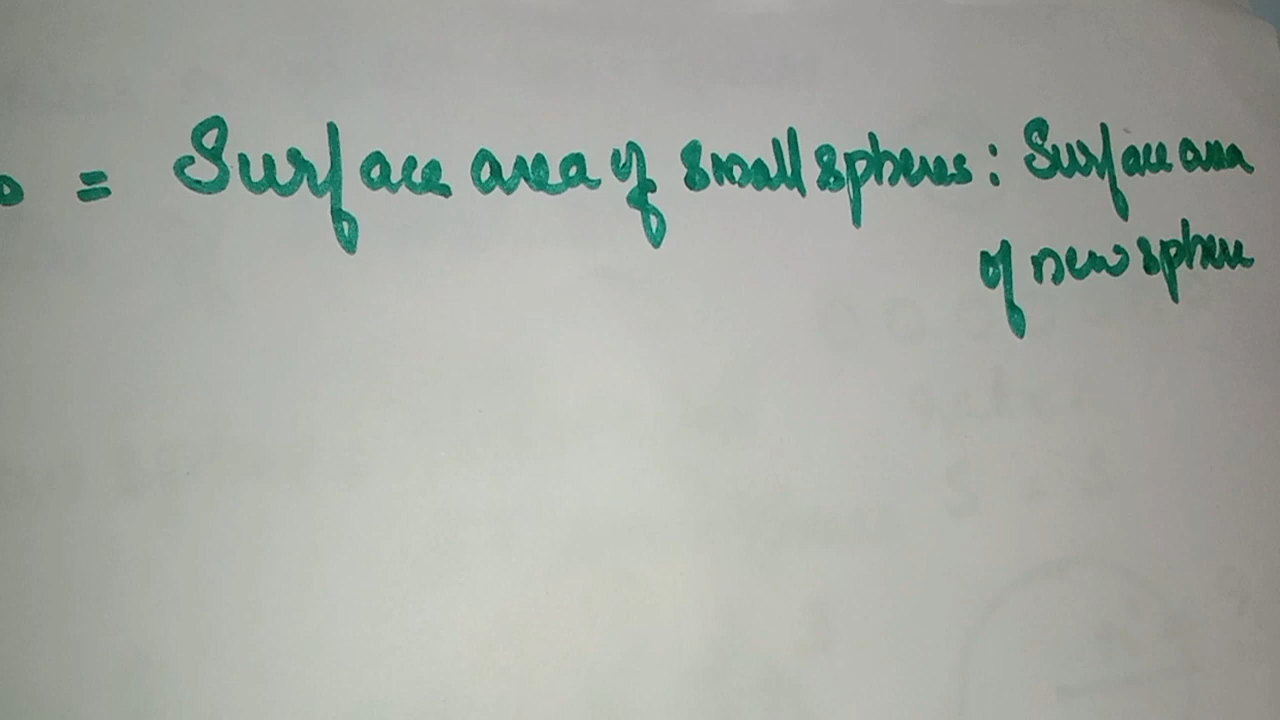 = Surface area of small spheres : Surface area
of new sphere